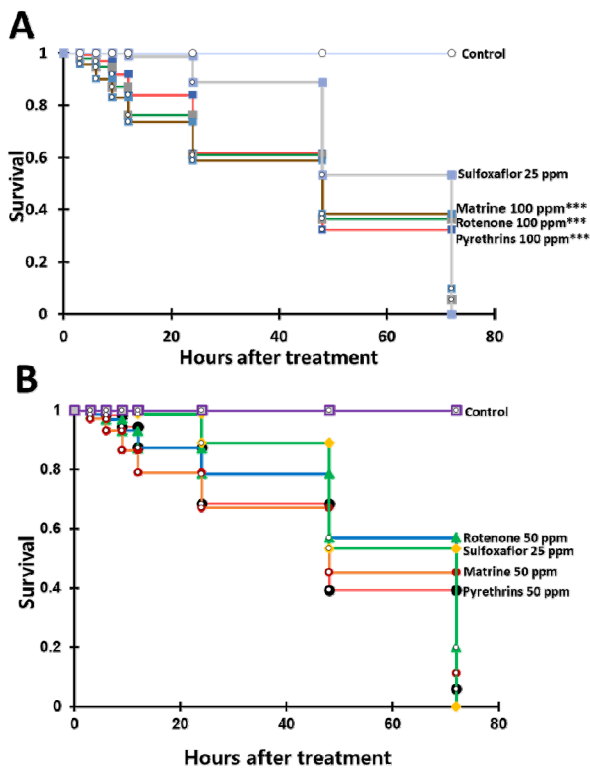 A
1
Control
0.8
0.6
Sulfoxaflor 25 ppm
0.4
Matrine 100 ppm***
Rotenone 100 ppm***
Pyrethrins 100 ppm***
0.2
0
Survival
0 20 40 60 80
Hours after treatment
B
1
Control
0.8
0.6
Rotenone 50 ppm
Sulfoxaflor 25 ppm
Matrine 50 ppm
Pyrethrins 50 ppm
0.4
0.2
0
Survival
0 20 40 60 80
Hours after treatment